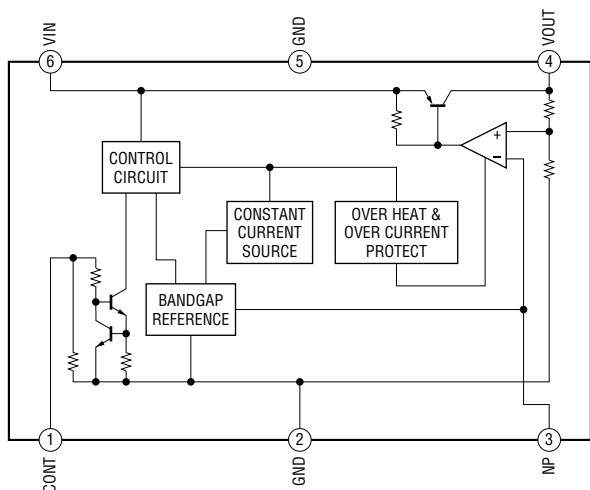 VIN
GND
VOUT
6
5
4
CONTROL
CIRCUIT
+
−
CONSTANT
CURRENT
SOURCE
OVER HEAT &
OVER CURRENT
PROTECT
BANDGAP
REFERENCE
1
2
3
CONT
GND
NP